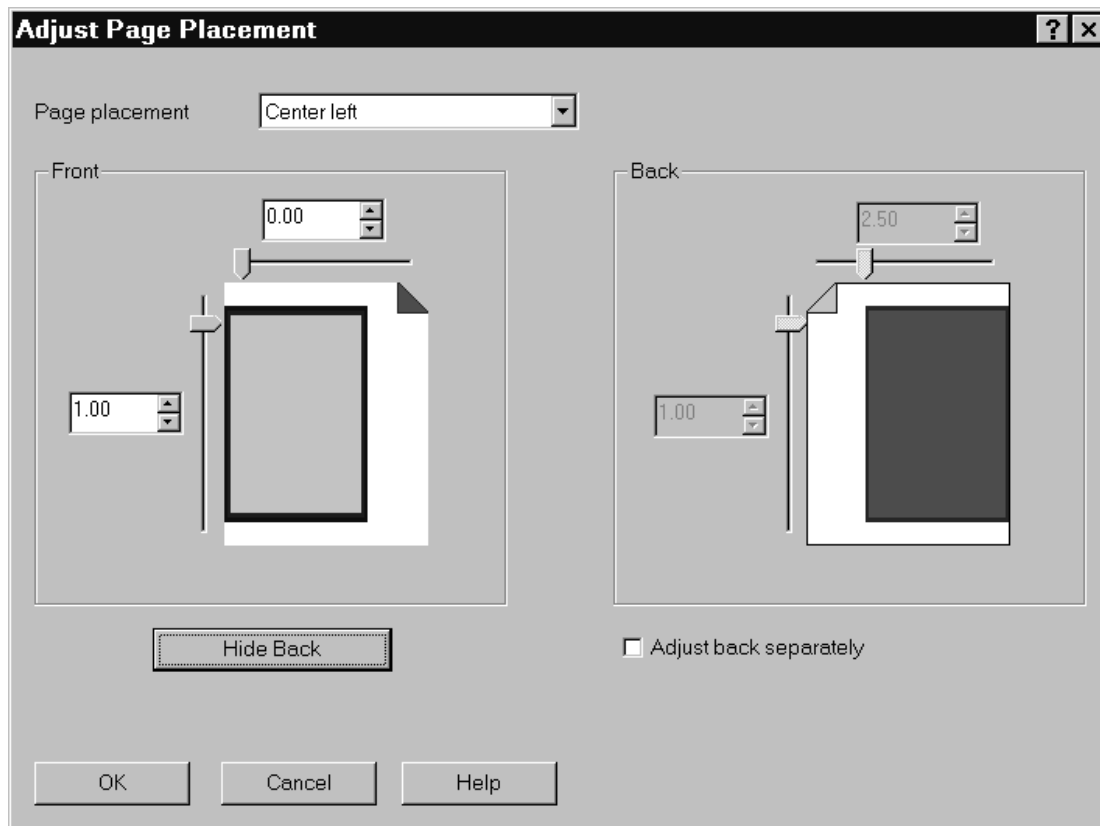 Adjust Page Placement
Page placement
Center left
Front
Back
0.00
2.50
1.00
1.00
Hide Back
Adjust back separately
OK
Cancel
Help